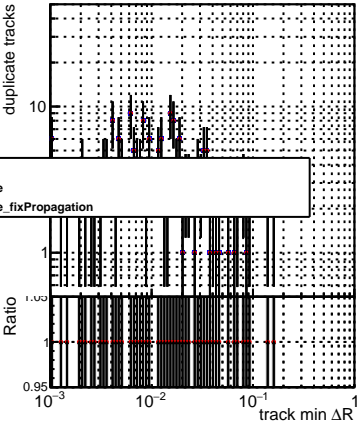 duplicate tracks
10
1
e
e_fixPropagation
Ratio
1.05
1
0.95
10⁻³ 10⁻² 10⁻¹ 1
track min ΔR